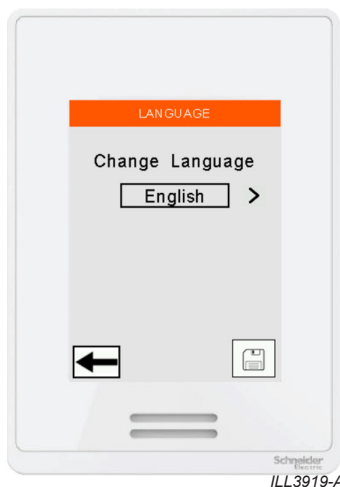 LANGUAGE
Change Language
English >
Schneider
Electric
ILL3919-A